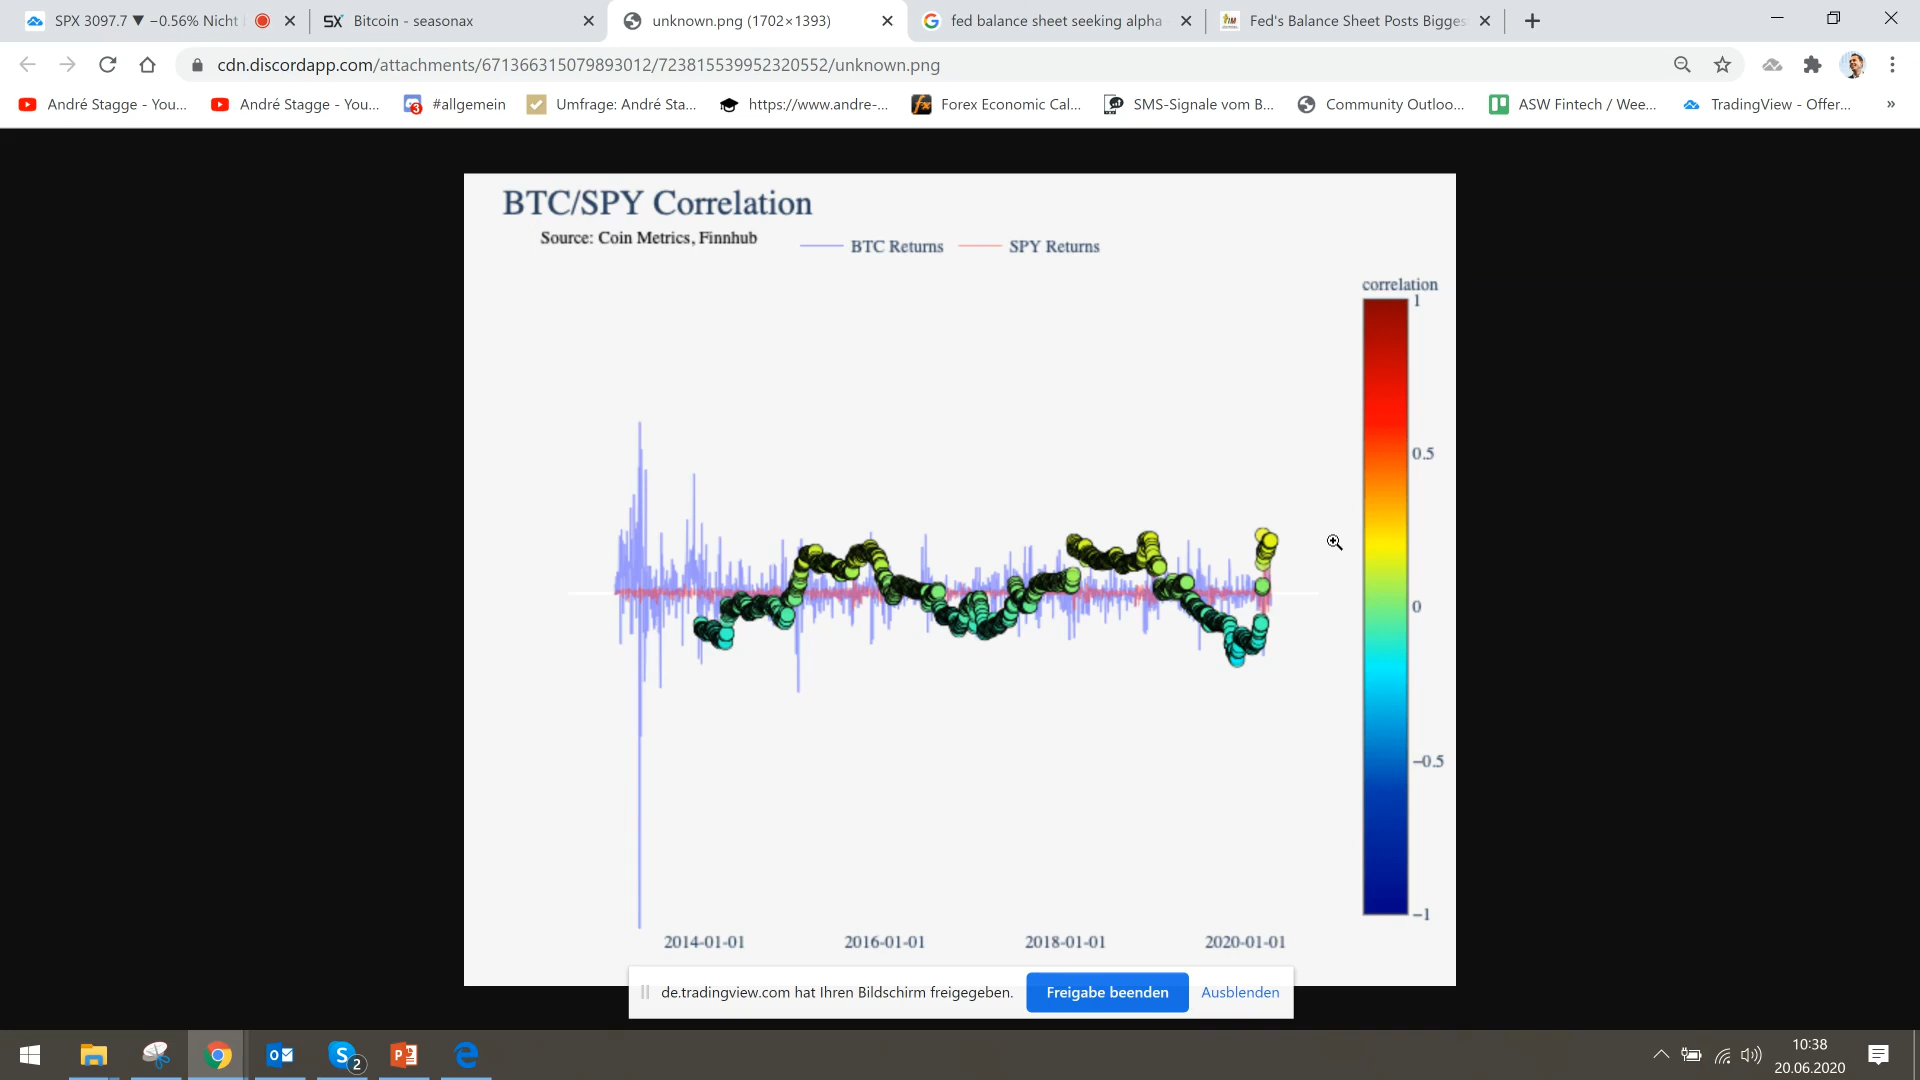 SPX 3097.7 ▼ −0.56% Nicht
SX Bitcoin - seasonax
unknown.png (1702×1393)
fed balance sheet seeking alpha
Fed's Balance Sheet Posts Bigges
cdn.discordapp.com/attachments/671366315079893012/723815539952320552/unknown.png
André Stagge - You...
André Stagge - You...
3
#allgemein
Umfrage: André Sta...
https://www.andre-...
Forex Economic Cal...
SMS-Signale vom B...
Community Outloo...
ASW Fintech / Wee...
TradingView - Offer...
»
BTC/SPY Correlation
Source: Coin Metrics, Finnhub
BTC Returns
SPY Returns
correlation
1
0.5
0
−0.5
−1
2014-01-01
2016-01-01
2018-01-01
2020-01-01
de.tradingview.com hat Ihren Bildschirm freigegeben.
Freigabe beenden
Ausblenden
2
10:38
20.06.2020